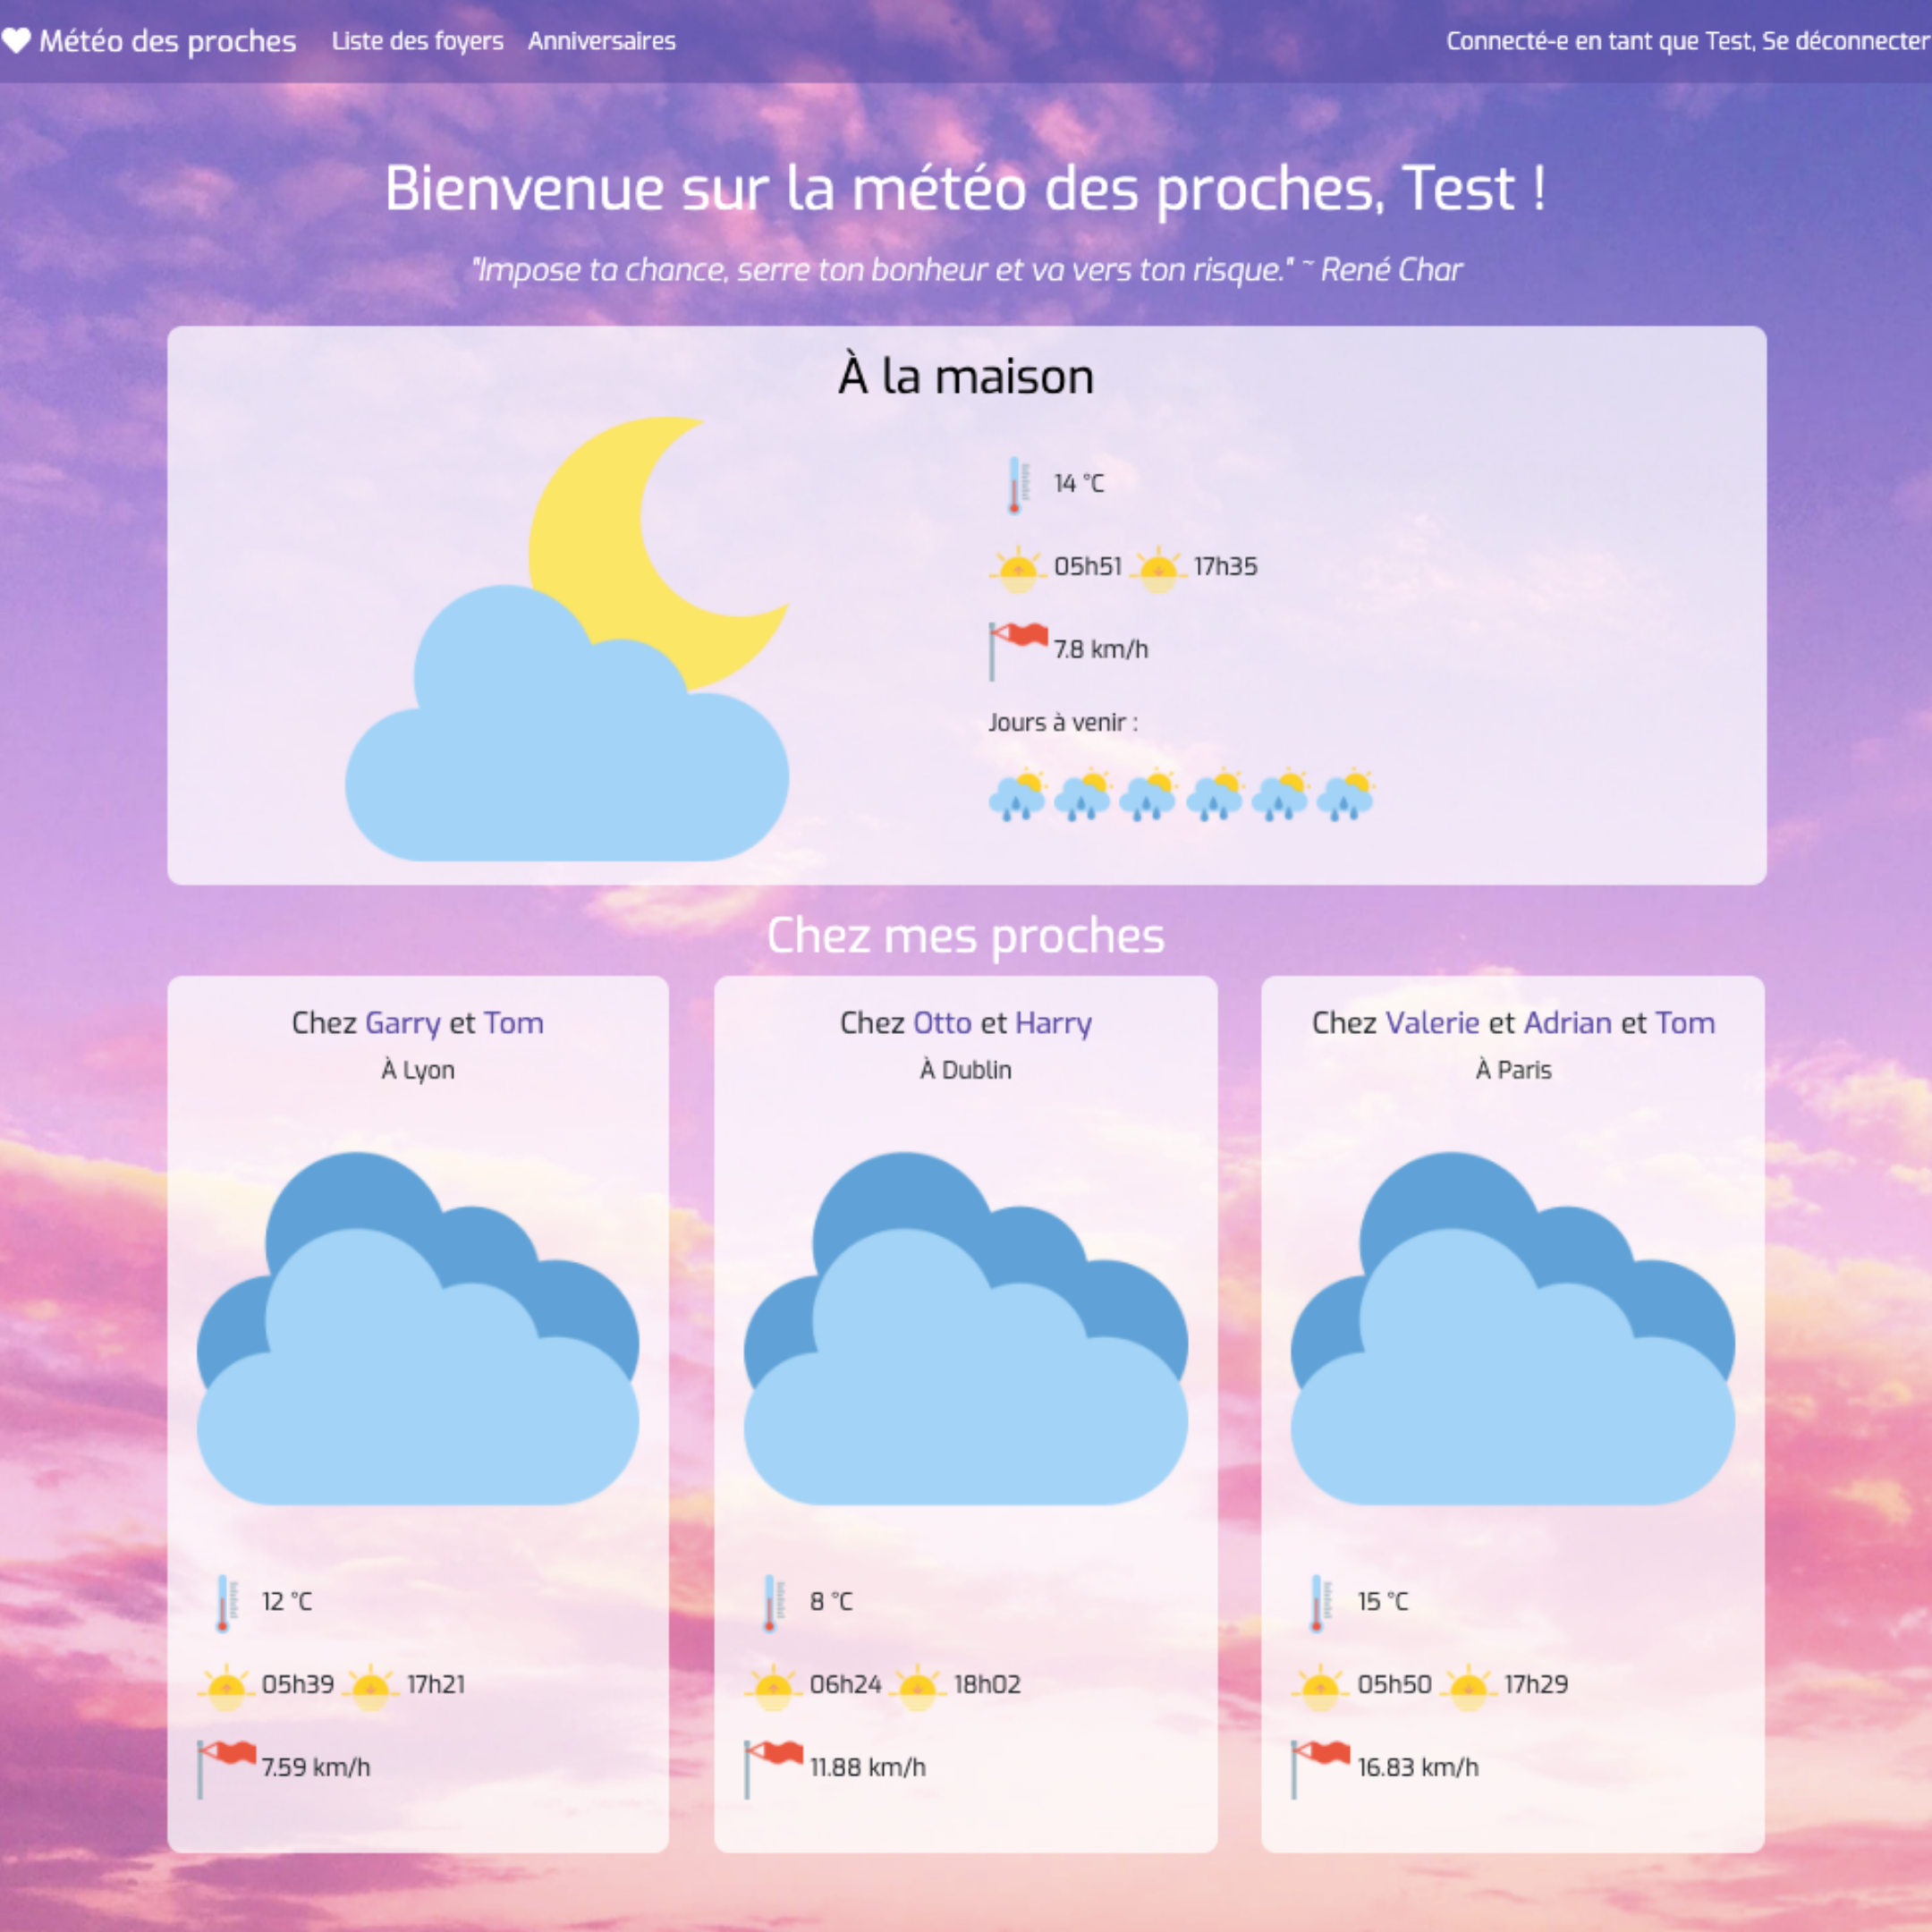 Météo des proches Liste des foyers Anniversaires Connecté-e en tant que Test, Se déconnecter
Bienvenue sur la météo des proches, Test !
"Impose ta chance, serre ton bonheur et va vers ton risque." ~ René Char
À la maison
14 °C
05h51 17h35
7.8 km/h
Jours à venir :
Chez mes proches
Chez Garry et Tom
À Lyon
12 °C
05h39 17h21
7.59 km/h
Chez Otto et Harry
À Dublin
8 °C
06h24 18h02
11.88 km/h
Chez Valerie et Adrian et Tom
À Paris
15 °C
05h50 17h29
16.83 km/h